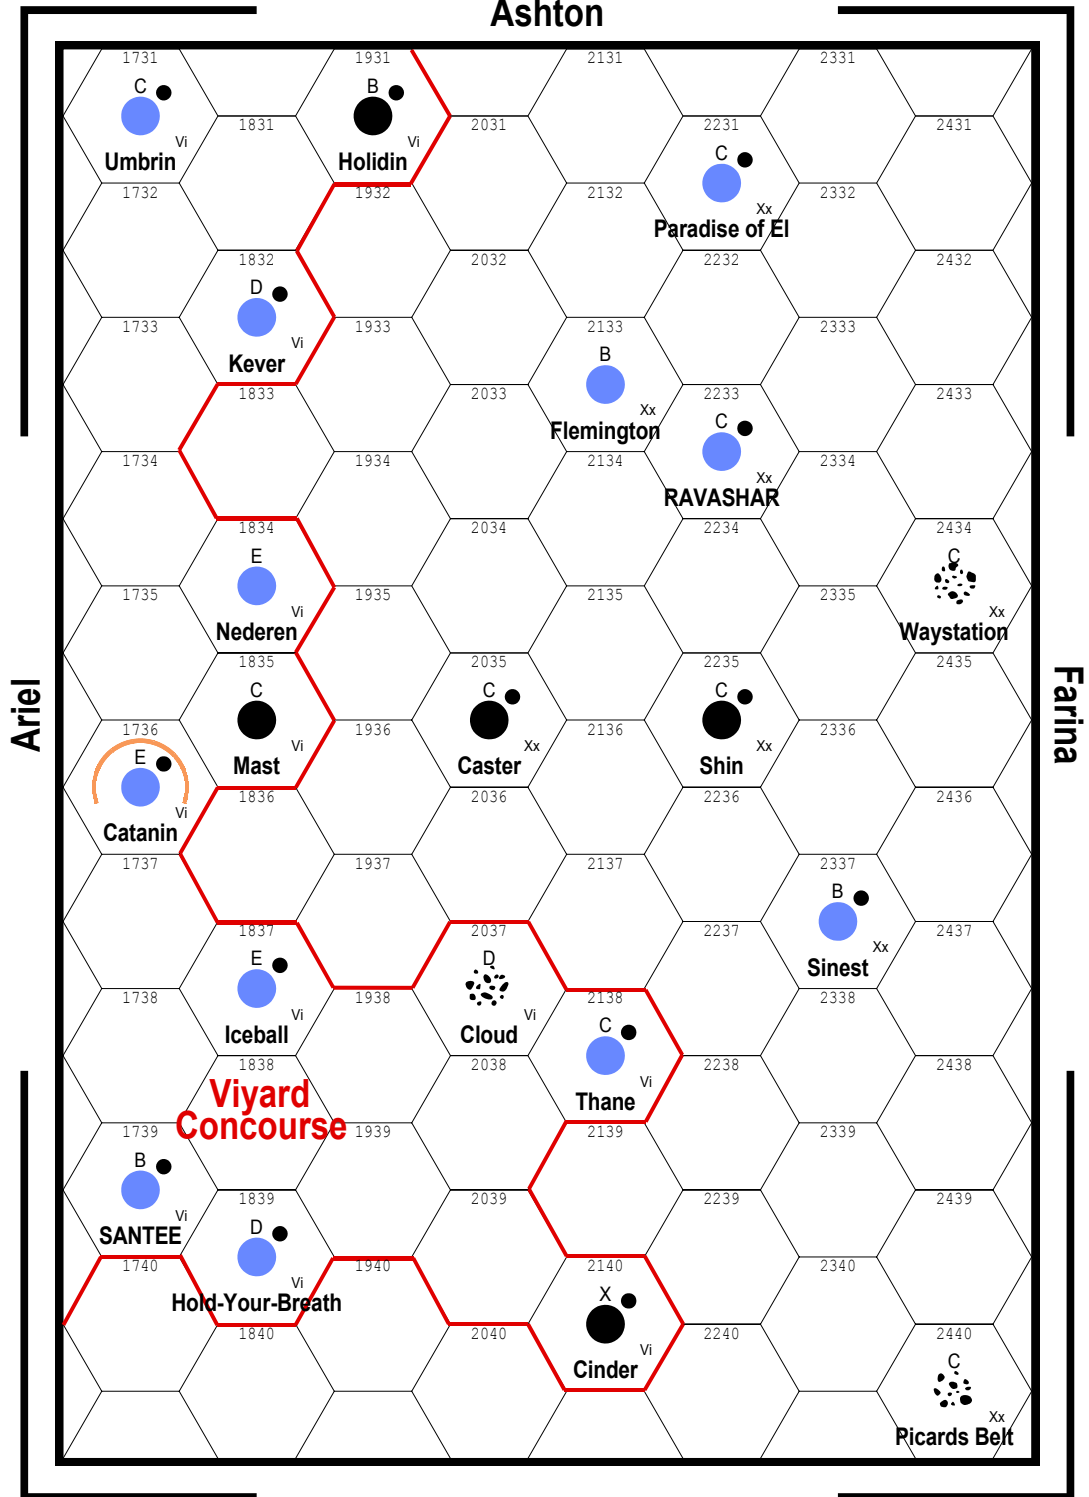 Ashton
1731
1931
2131
2331
C
B
1831
2031
2231
2431
Vi
Vi
Umbrin
Holidin
C
1732
1932
2132
2332
Xx
Paradise of El
1832
2032
2232
2432
D
1733
1933
2133
2333
Vi
B
Kever
1833
2033
2233
2433
Xx
C
Flemington
1734
1934
2134
2334
Xx
RAVASHAR
1834
2034
2234
2434
E
C
1735
1935
2135
2335
Vi
Xx
Nederen
Waystation
1835
2035
2235
2435
C
C
C
Ariel
Farina
1736
1936
2136
2336
Vi
Xx
Xx
E
Mast
Caster
Shin
1836
2036
2236
2436
Vi
Catanin
1737
1937
2137
2337
B
1837
2037
2237
2437
Xx
E
D
Sinest
1738
1938
2138
2338
Vi
Vi
C
Iceball
Cloud
1838
2038
2238
2438
Vi
Viyard
Thane
Concourse
1739
1939
2139
2339
B
1839
2039
2239
2439
Vi
D
SANTEE
1740
1940
2140
2340
Vi
X
Hold-Your-Breath
1840
2040
2240
2440
Vi
C
Cinder
Xx
Picards Belt